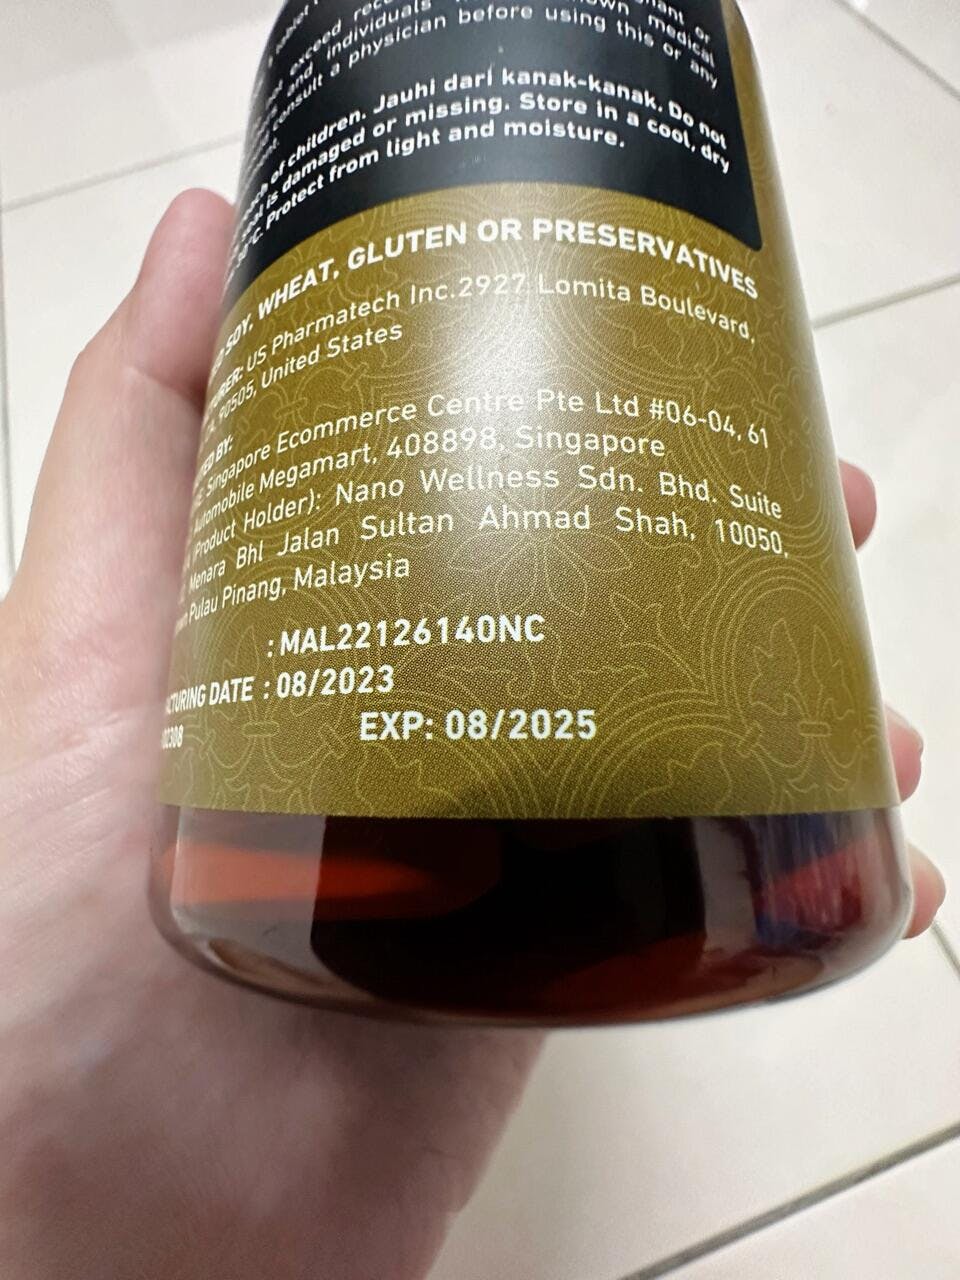 tablet
exceed
and individuals medical
consult a physician before using this or any
of children. Jauhi dari kanak-kanak. Do not
is damaged or missing. Store in a cool, dry
Protect from light and moisture.
SOY, WHEAT, GLUTEN OR PRESERVATIVES
US Pharmatech Inc.2927 Lomita Boulevard,
90505, United States
BY:
Singapore Ecommerce Centre Pte Ltd #06-04, 61
Automobile Megamart, 408898, Singapore
Product Holder): Nano Wellness Sdn. Bhd. Suite
Menara Bhl Jalan Sultan Ahmad Shah, 10050,
Pulau Pinang, Malaysia
: MAL22126140NC
DATE : 08/2023
EXP: 08/2025